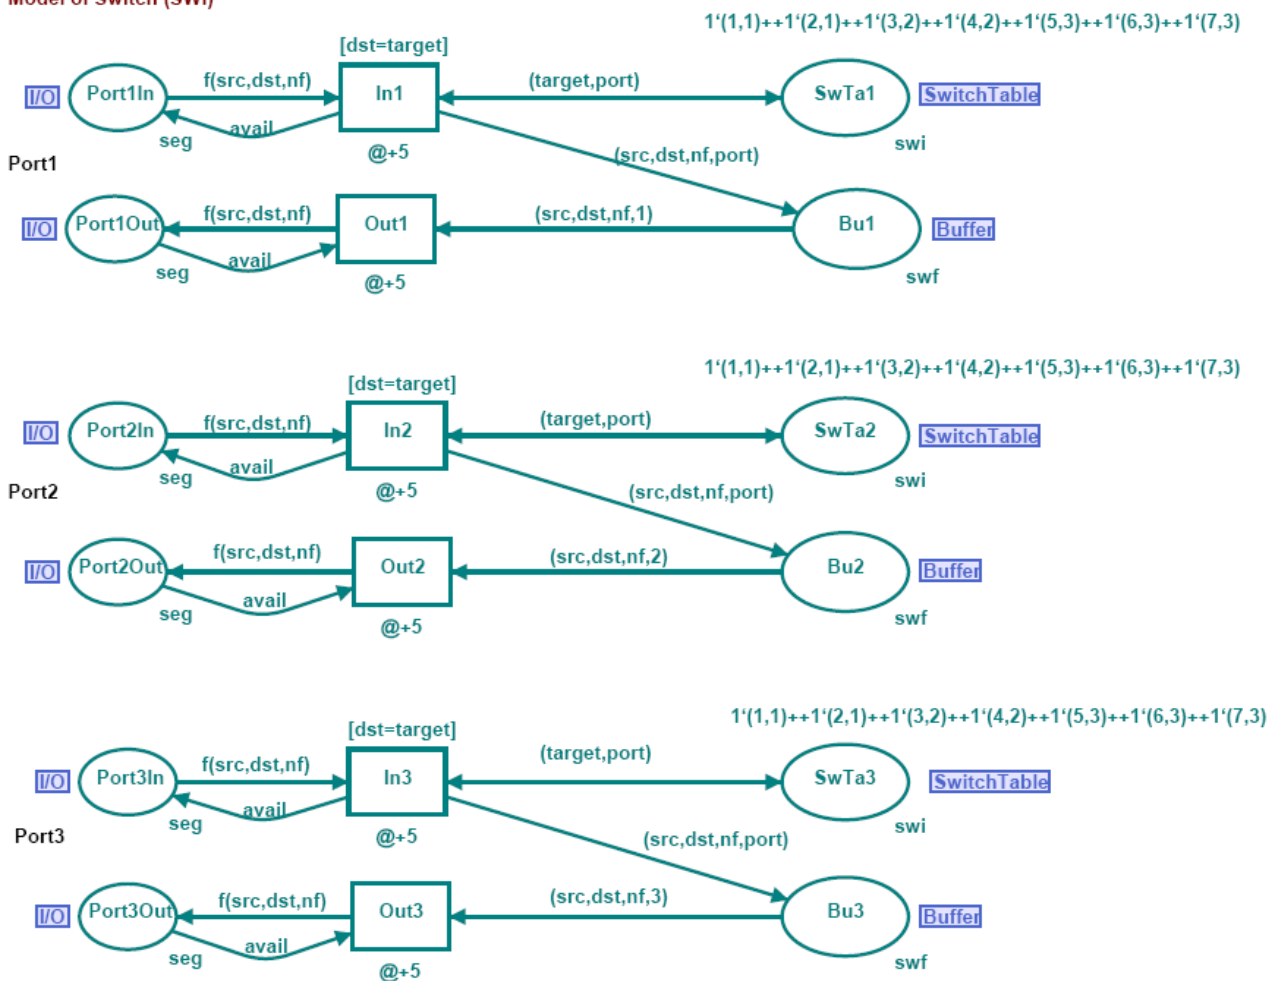 Model of Switch (SWI)
1‘(1,1)++1‘(2,1)++1‘(3,2)++1‘(4,2)++1‘(5,3)++1‘(6,3)++1‘(7,3)
[dst=target]
I/O Port1In f(src,dst,nf) In1 (target,port) SwTa1 SwitchTable
avail
seg @+5 swi
Port1 (src,dst,nf,port)
I/O Port1Out f(src,dst,nf) Out1 (src,dst,nf,1) Bu1 Buffer
avail
seg @+5 swf
1‘(1,1)++1‘(2,1)++1‘(3,2)++1‘(4,2)++1‘(5,3)++1‘(6,3)++1‘(7,3)
[dst=target]
I/O Port2In f(src,dst,nf) In2 (target,port) SwTa2 SwitchTable
avail
seg @+5 swi
Port2 (src,dst,nf,port)
I/O Port2Out f(src,dst,nf) Out2 (src,dst,nf,2) Bu2 Buffer
avail
seg @+5 swf
1‘(1,1)++1‘(2,1)++1‘(3,2)++1‘(4,2)++1‘(5,3)++1‘(6,3)++1‘(7,3)
[dst=target]
I/O Port3In f(src,dst,nf) In3 (target,port) SwTa3 SwitchTable
avail
seg @+5 swi
Port3 (src,dst,nf,port)
I/O Port3Out f(src,dst,nf) Out3 (src,dst,nf,3) Bu3 Buffer
avail
seg @+5 swf